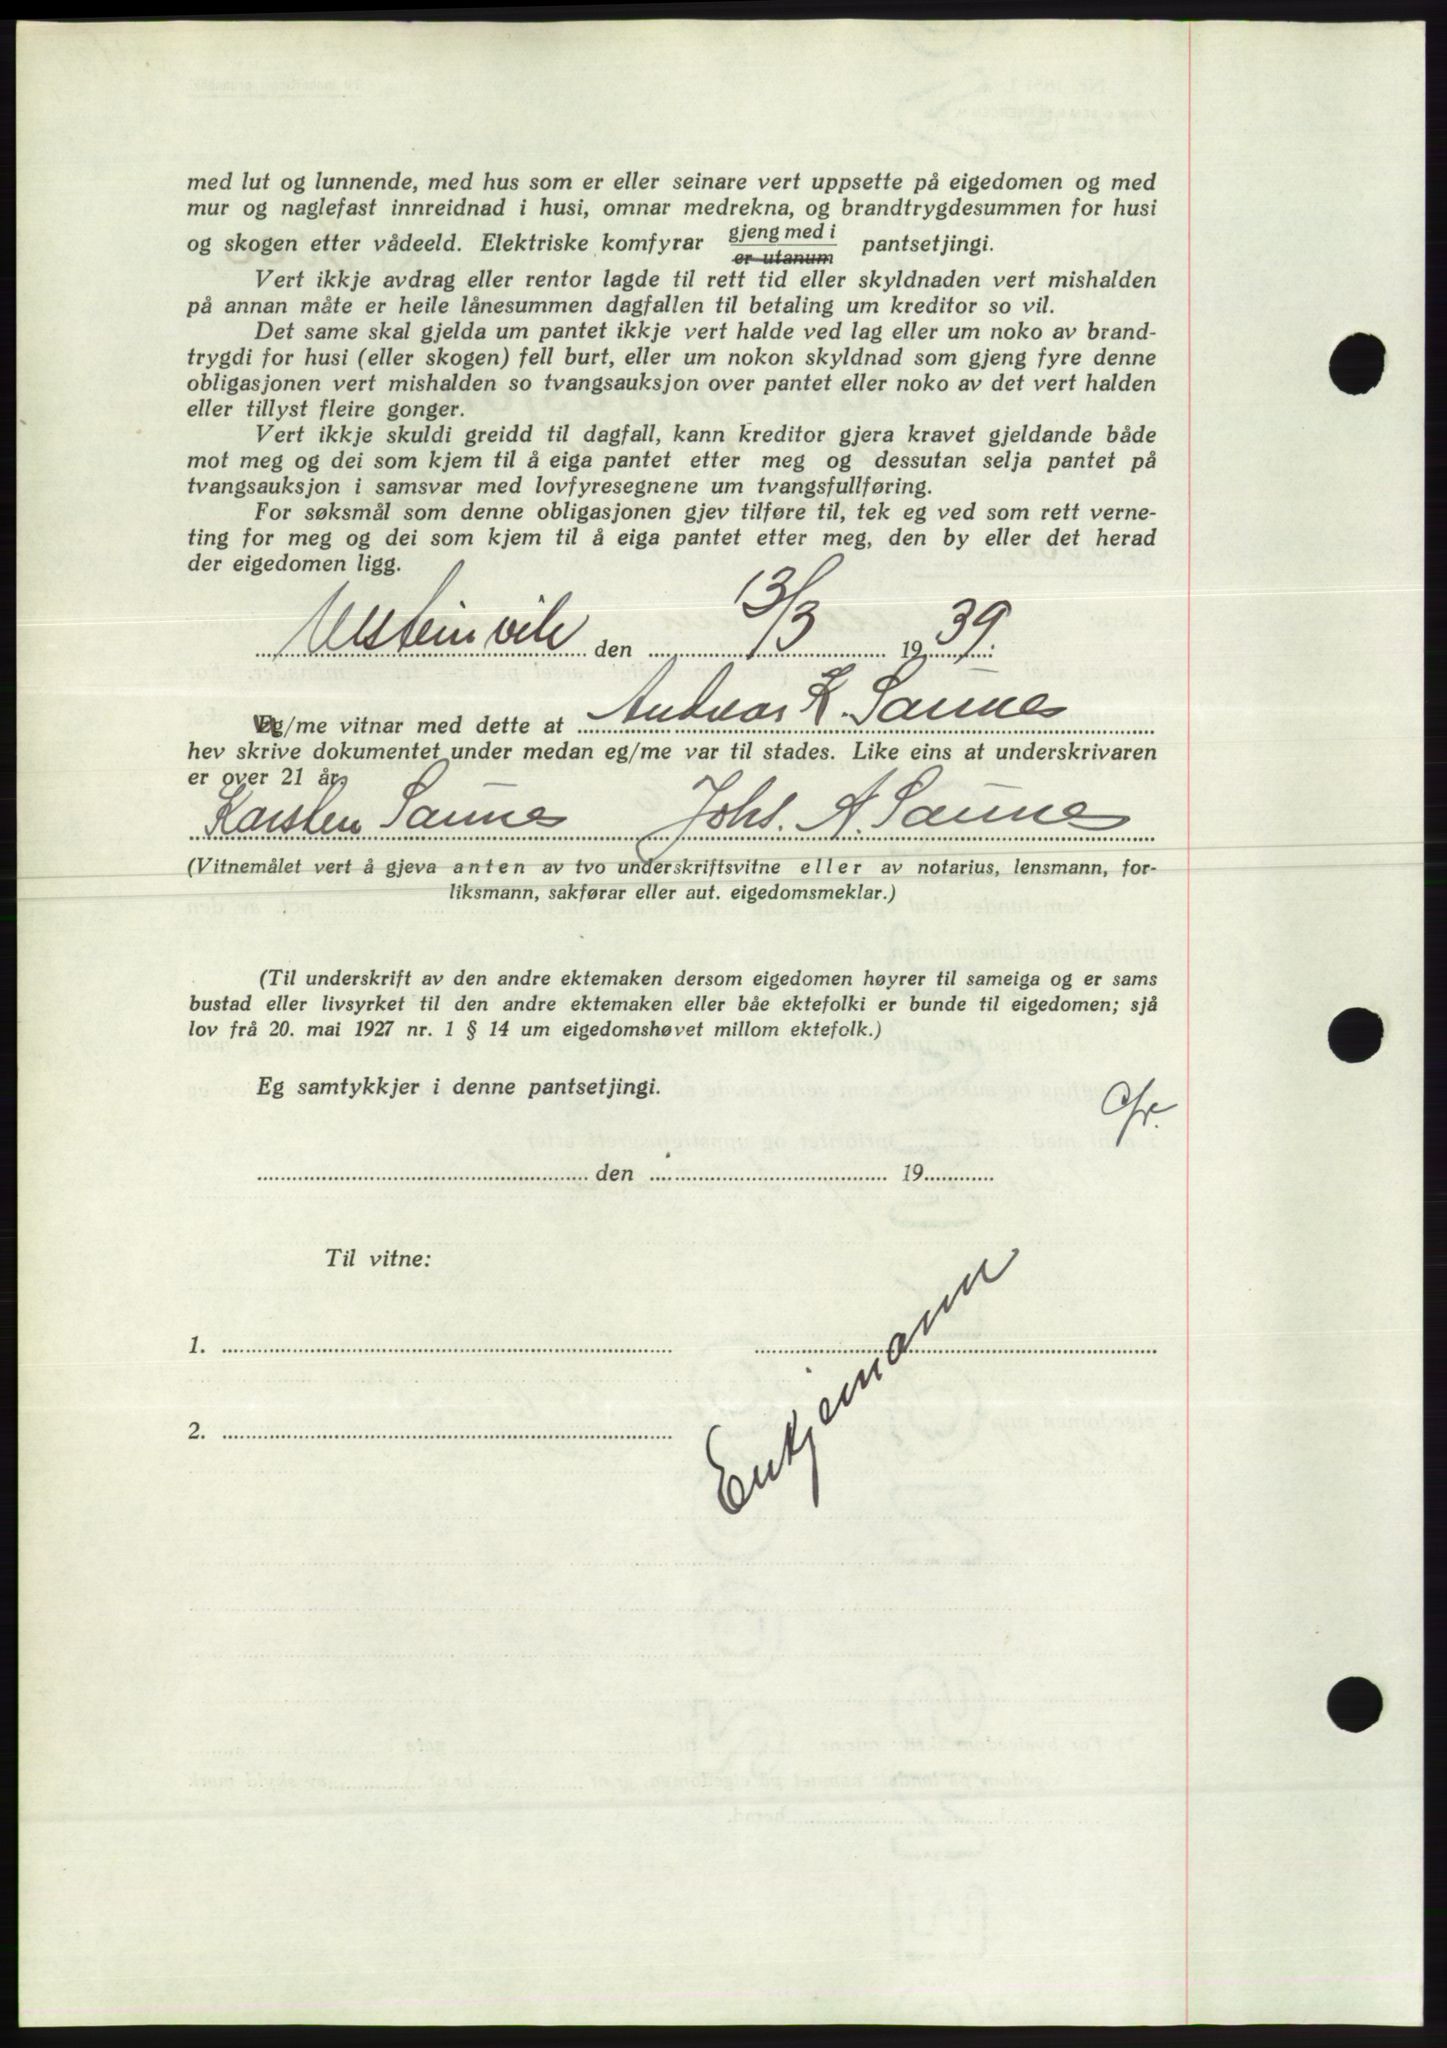 med lut og lunnende, med hus som er eller seinare vert uppsette på eigedomen og med
mur og naglefast innreidnad i husi, omnar medrekna, og brandtrygdesummen for husi
og skogen etter vådeeld. Elektriske komfyrar gjeng med i / er utanum pantsetjingi.
Vert ikkje avdrag eller rentor lagde til rett tid eller skyldnaden vert mishalden
på annan måte er heile lånesummen dagfallen til betaling um kreditor so vil.
Det same skal gjelda um pantet ikkje vert halde ved lag eller um noko av brand-
trygdi for husi (eller skogen) fell burt, eller um nokon skyldnad som gjeng fyre denne
obligasjonen vert mishalden so tvangsauksjon over pantet eller noko av det vert halden
eller tillyst fleire gonger.
Vert ikkje skuldi greidd til dagfall, kann kreditor gjera kravet gjeldande både
mot meg og dei som kjem til å eiga pantet etter meg og dessutan selja pantet på
tvangsauksjon i samsvar med lovfyresegnene um tvangsfullføring.
For søksmål som denne obligasjonen gjev tilføre til, tek eg ved som rett verne-
ting for meg og dei som kjem til å eiga pantet etter meg, den by eller det herad
der eigedomen ligg.
Ulsteinvik den 13/3 1939.
Eg/me vitnar med dette at Andreas K. Saunes
hev skrive dokumentet under medan eg/me var til stades. Like eins at underskrivaren
er over 21 år.
Karsten Saunes Johs. A. Saunes
(Vitnemålet vert å gjeva anten av tvo underskriftsvitne eller av notarius, lensmann, for-
liksmann, sakførar eller aut. eigedomsmeklar.)
(Til underskrift av den andre ektemaken dersom eigedomen høyrer til sameiga og er sams
bustad eller livsyrket til den andre ektemaken eller båe ektefolki er bunde til eigedomen; sjå
lov frå 20. mai 1927 nr. 1 § 14 um eigedomshøvet millom ektefolk.)
Eg samtykkjer i denne pantsetjingi.
den 19
Til vitne:
1.
2.
Enkjemann